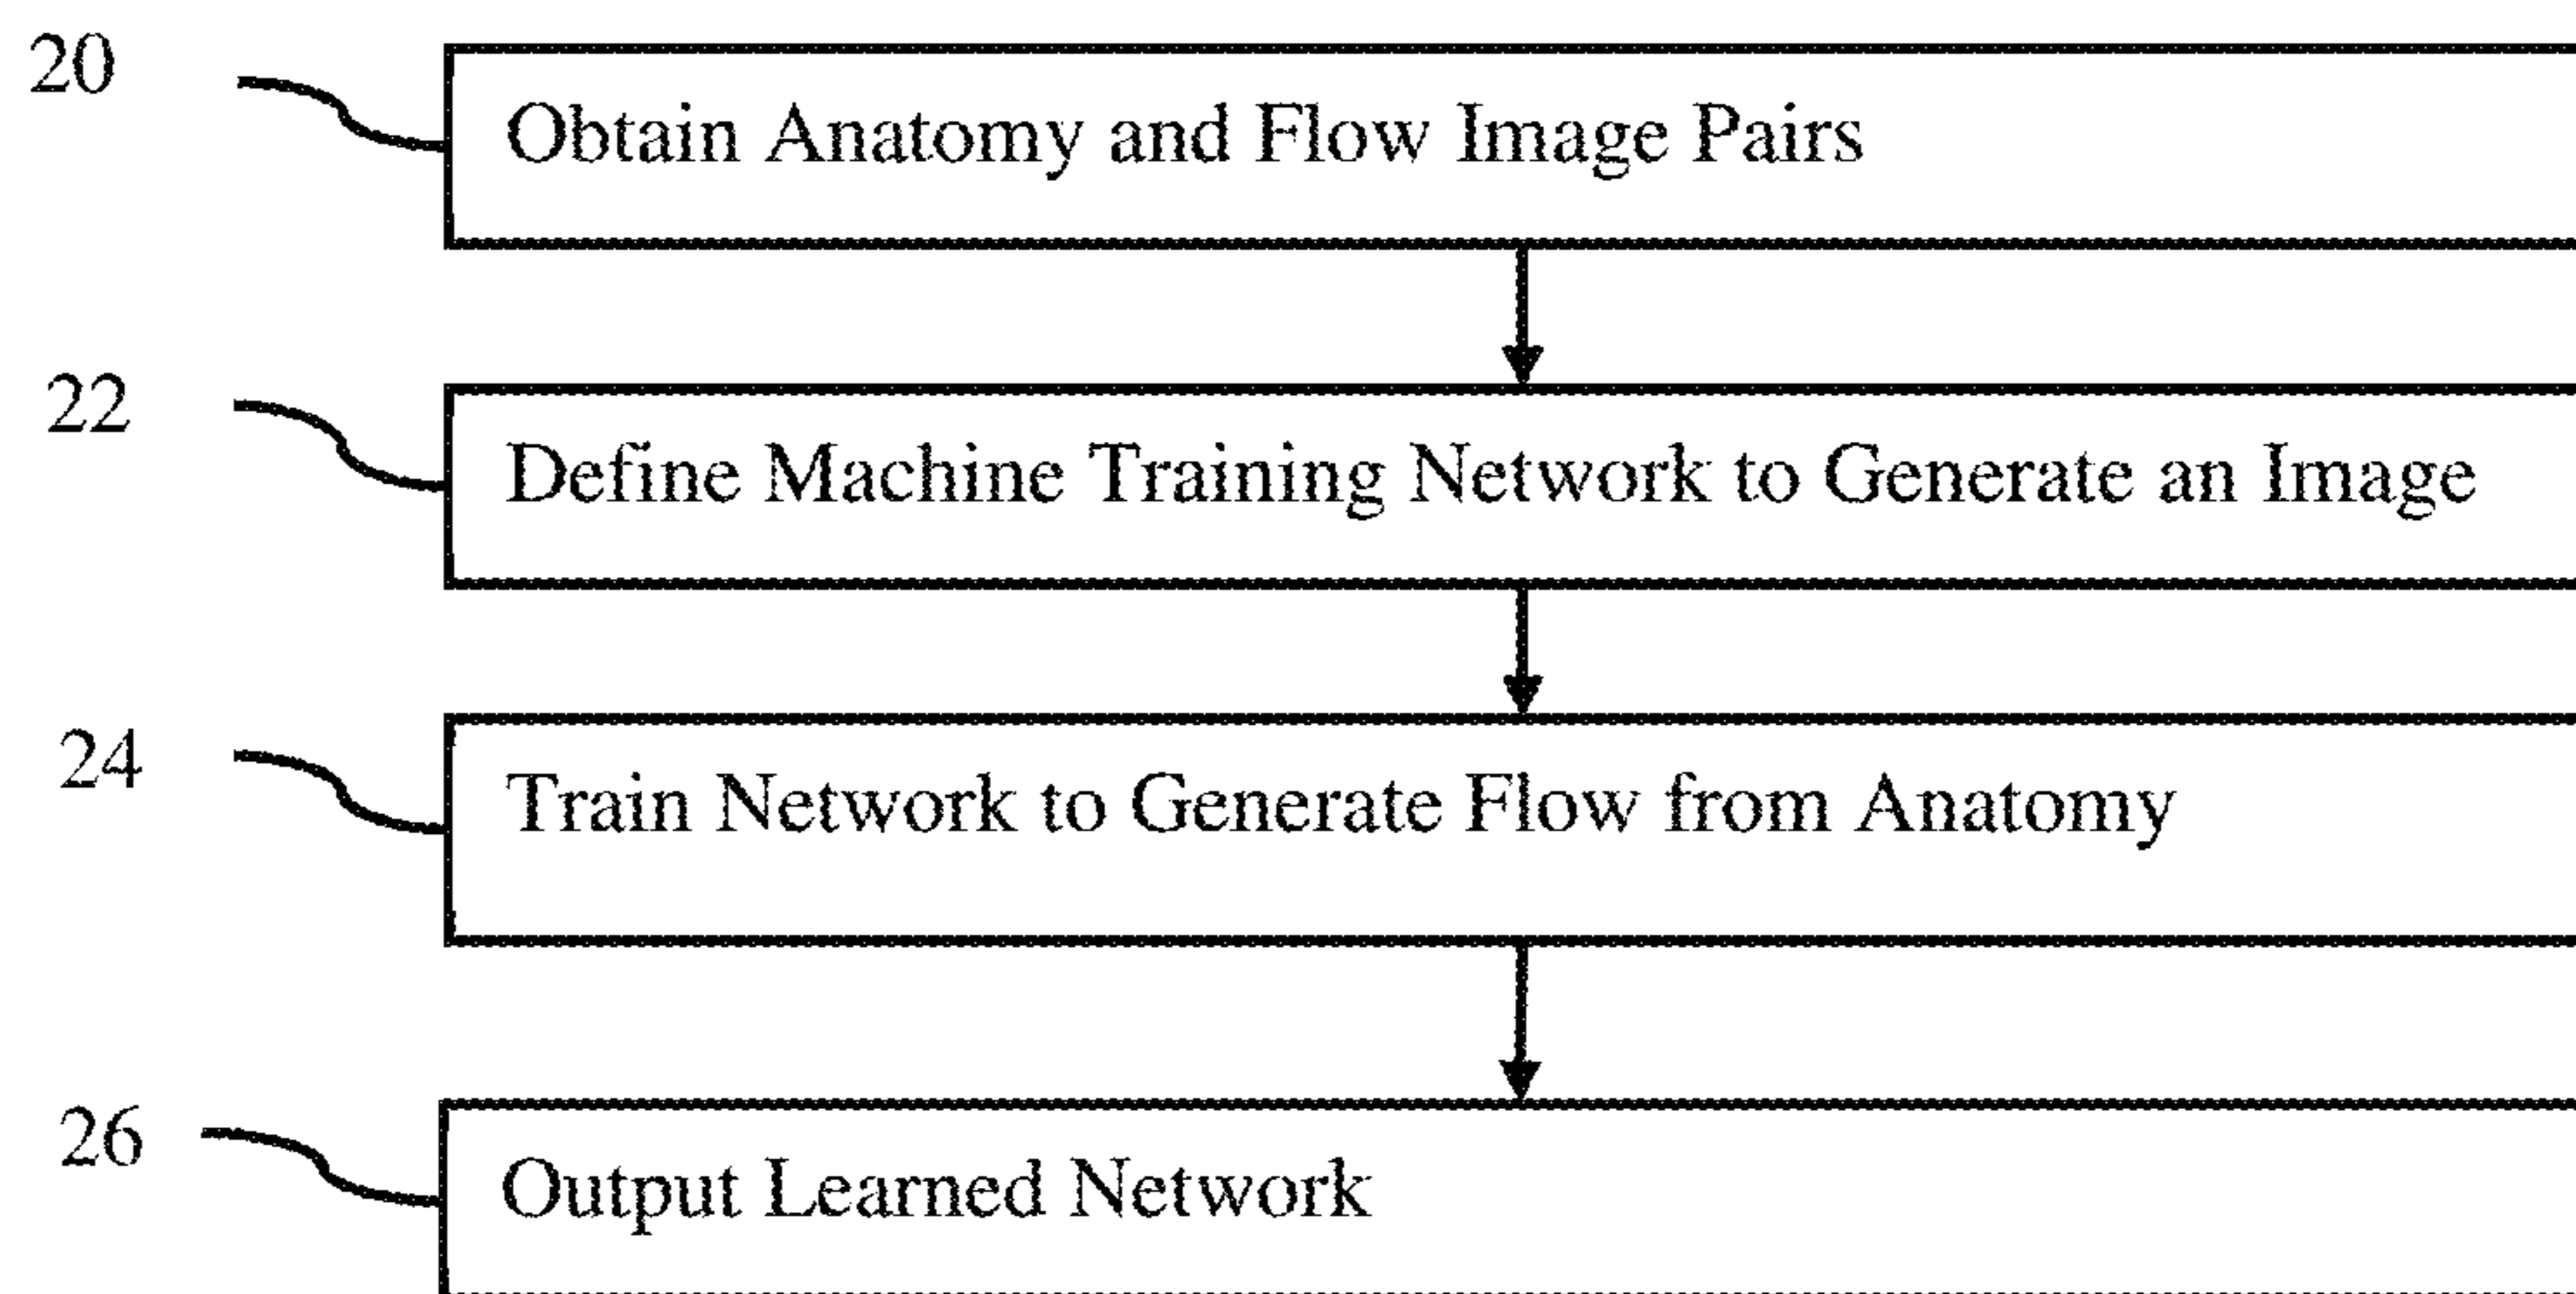 20
Obtain Anatomy and Flow Image Pairs
22
Define Machine Training Network to Generate an Image
24
Train Network to Generate Flow from Anatomy
26
Output Learned Network